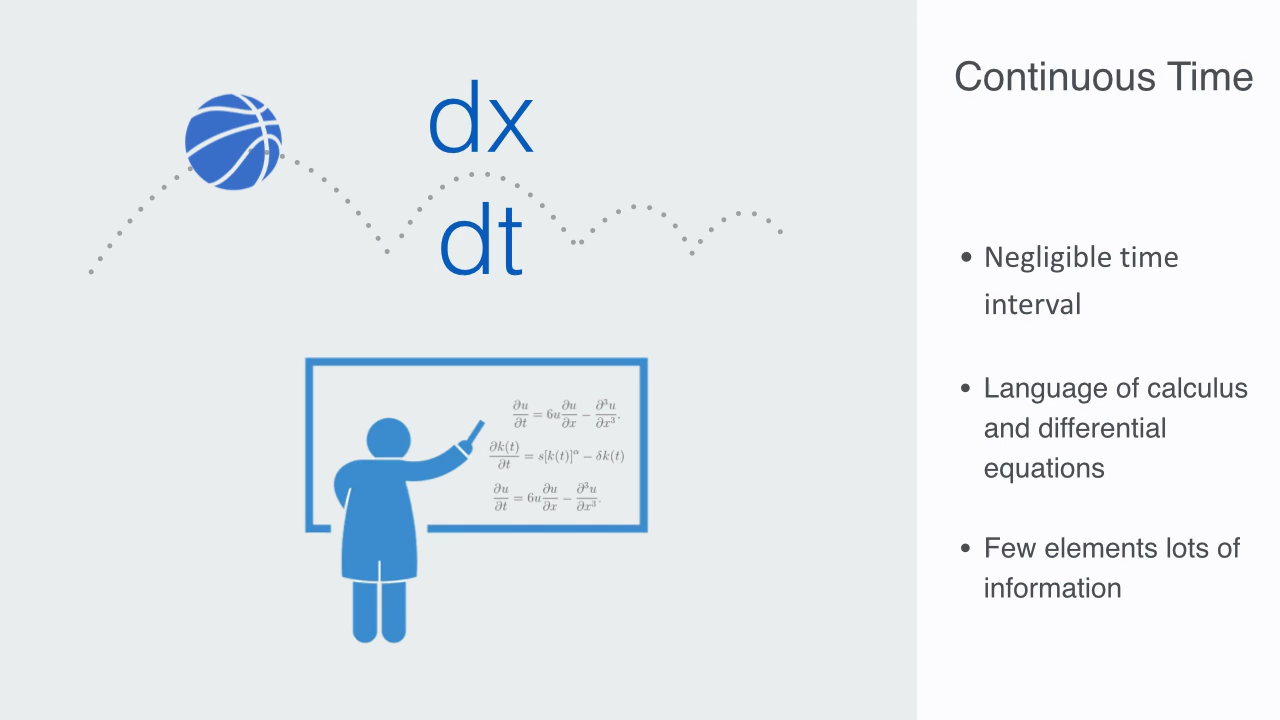 Continuous Time
dx
dt
• Negligible time
interval
• Language of calculus
and differential
equations
• Few elements lots of
information
∂u/∂t = 6u ∂u/∂x − ∂³u/∂x³.
∂k(t)/∂t = s[k(t)]^α − δk(t)
∂u/∂t = 6u ∂u/∂x − ∂³u/∂x³.